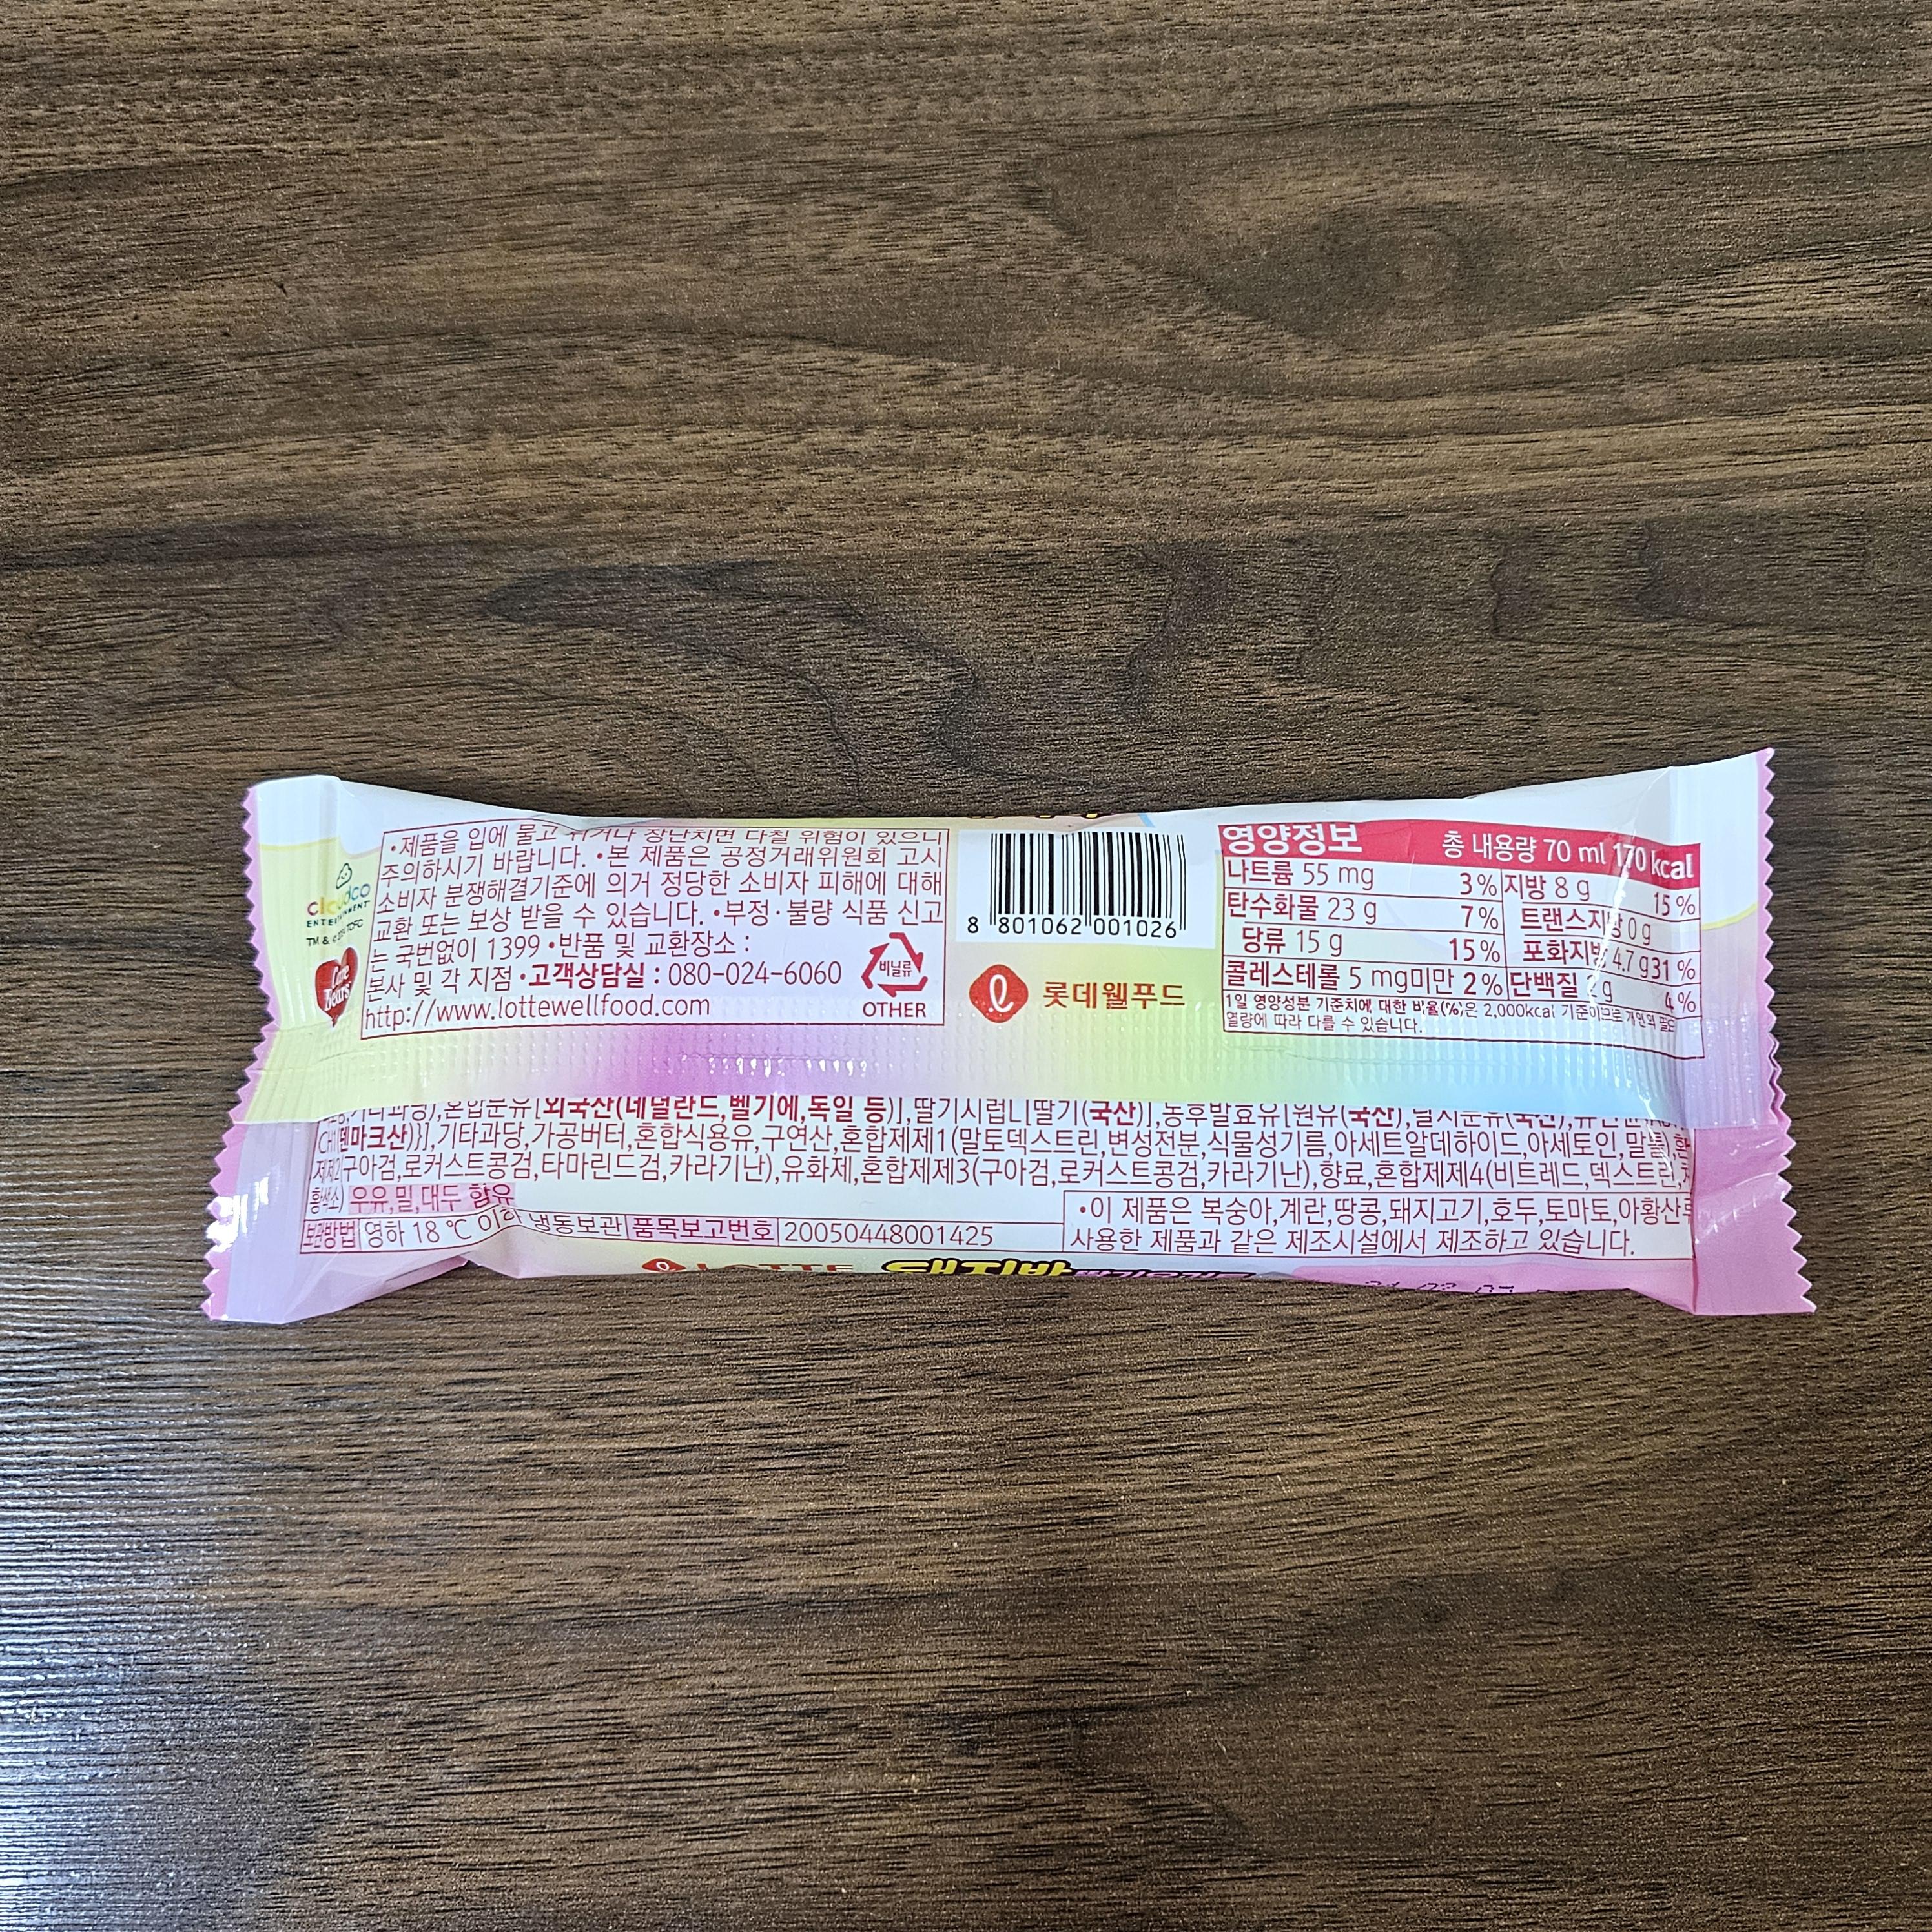 •제품을 입에 물고 뛰거나 장난치면 다칠 위험이 있으니
주의하시기 바랍니다. •본 제품은 공정거래위원회 고시
소비자 분쟁해결기준에 의거 정당한 소비자 피해에 대해
교환 또는 보상 받을 수 있습니다. •부정·불량 식품 신고
는 국번없이 1399 •반품 및 교환장소 :
본사 및 각 지점 •고객상담실 : 080-024-6060
http://www.lottewellfood.com
비닐류
OTHER
cloudco
ENTERTAINMENT
TM &
Care
Bears
8 801062 001026
롯데웰푸드
영양정보 총 내용량 70 ml 170 kcal
나트륨 55 mg 3% 지방 8 g 15%
탄수화물 23 g 7% 트랜스지방 0 g
당류 15 g 15% 포화지방 4.7 g 31%
콜레스테롤 5 mg미만 2% 단백질 g 4%
1일 영양성분 기준치에 대한 비율(%)은 2,000kcal 기준이므로 개인의 필요
열량에 따라 다를 수 있습니다.
혼합분유[외국산(네덜란드,벨기에,독일 등)],딸기시럽L[딸기(국산)],농후발효유[원유(국산),탈지분유(국산),
CH(덴마크산)}],기타과당,가공버터,혼합식용유,구연산,혼합제제1(말토덱스트린,변성전분,식물성기름,아세트알데하이드,아세토인,말톨),
제제2구아검,로커스트콩검,타마린드검,카라기난),유화제,혼합제제3(구아검,로커스트콩검,카라기난),향료,혼합제제4(비트레드,덱스트린,
황색소) 우유,밀,대두 함유
보관방법 영하 18 ℃ 이하 냉동보관 품목보고번호 20050448001425
•이 제품은 복숭아,계란,땅콩,돼지고기,호두,토마토,아황산류
사용한 제품과 같은 제조시설에서 제조하고 있습니다.
LOTTE 돼지바